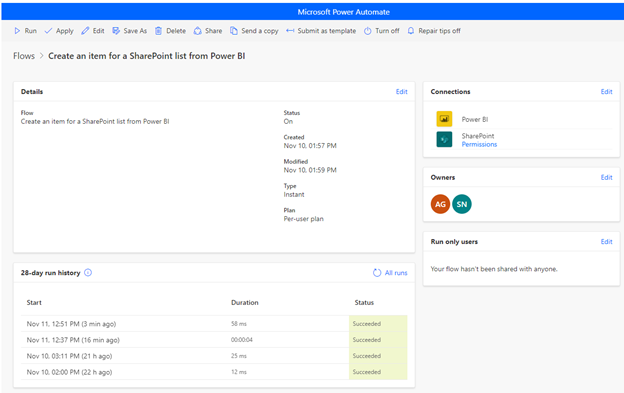 Microsoft Power Automate
Run Apply Edit Save As Delete Share Send a copy Submit as template Turn off Repair tips off
Flows > Create an item for a SharePoint list from Power BI
Details Edit
Flow
Create an item for a SharePoint list from Power BI
Status
On
Created
Nov 10, 01:57 PM
Modified
Nov 10, 01:59 PM
Type
Instant
Plan
Per-user plan
Connections Edit
Power BI
SharePoint
Permissions
Owners Edit
AG SN
Run only users Edit
Your flow hasn't been shared with anyone.
28-day run history All runs
Start Duration Status
Nov 11, 12:51 PM (3 min ago) 58 ms Succeeded
Nov 11, 12:37 PM (16 min ago) 00:00:04 Succeeded
Nov 10, 03:11 PM (21 h ago) 25 ms Succeeded
Nov 10, 02:00 PM (22 h ago) 12 ms Succeeded